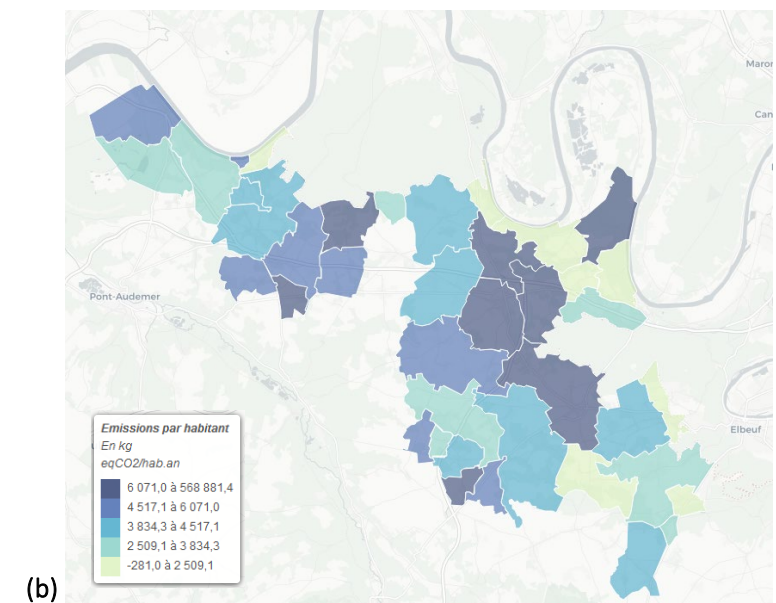 Maror
Can
Pont-Audemer
Elbeuf
Emissions par habitant
En kg
eqCO2/hab.an
6 071,0 à 568 881,4
4 517,1 à 6 071,0
3 834,3 à 4 517,1
2 509,1 à 3 834,3
-281,0 à 2 509,1
(b)